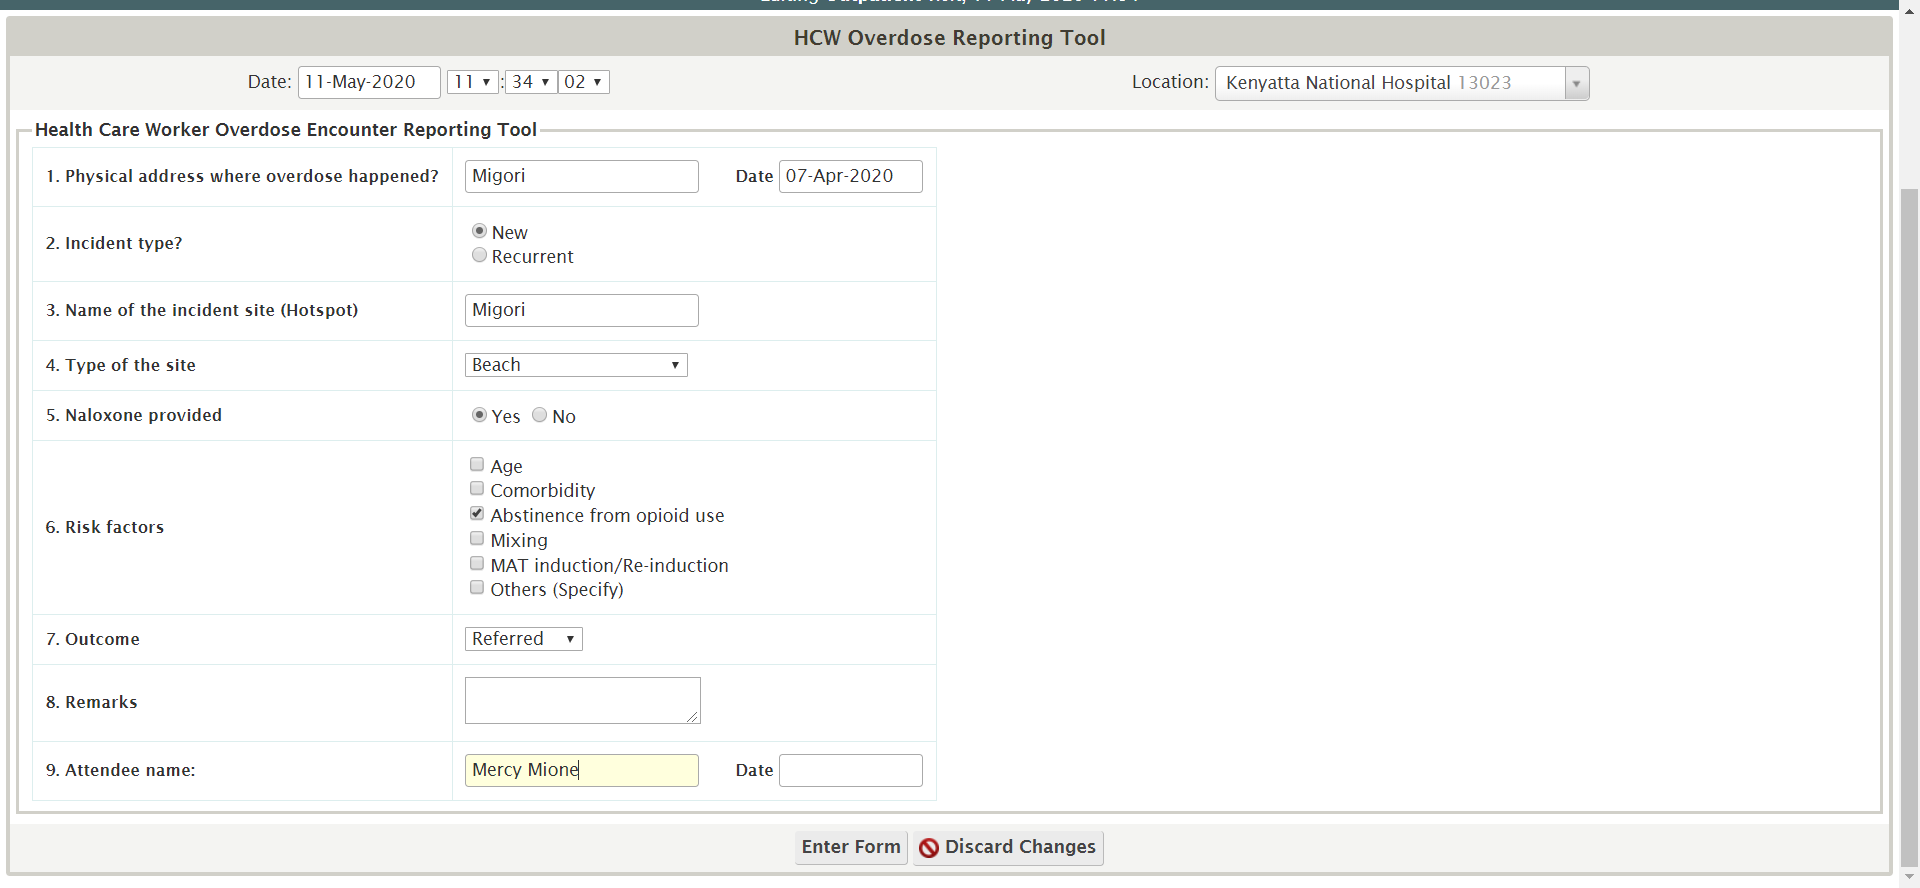 HCW Overdose Reporting Tool
Date: 11-May-2020 11 : 34 02 Location: Kenyatta National Hospital 13023
Health Care Worker Overdose Encounter Reporting Tool
1. Physical address where overdose happened? Migori Date 07-Apr-2020
2. Incident type?
New
Recurrent
3. Name of the incident site (Hotspot) Migori
4. Type of the site Beach
5. Naloxone provided Yes No
6. Risk factors
Age
Comorbidity
Abstinence from opioid use
Mixing
MAT induction/Re-induction
Others (Specify)
7. Outcome Referred
8. Remarks
9. Attendee name: Mercy Mione Date
Enter Form Discard Changes